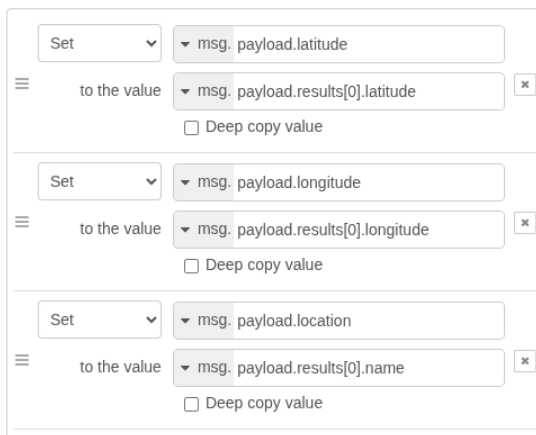 Set msg. payload.latitude
to the value msg. payload.results[0].latitude
Deep copy value
Set msg. payload.longitude
to the value msg. payload.results[0].longitude
Deep copy value
Set msg. payload.location
to the value msg. payload.results[0].name
Deep copy value